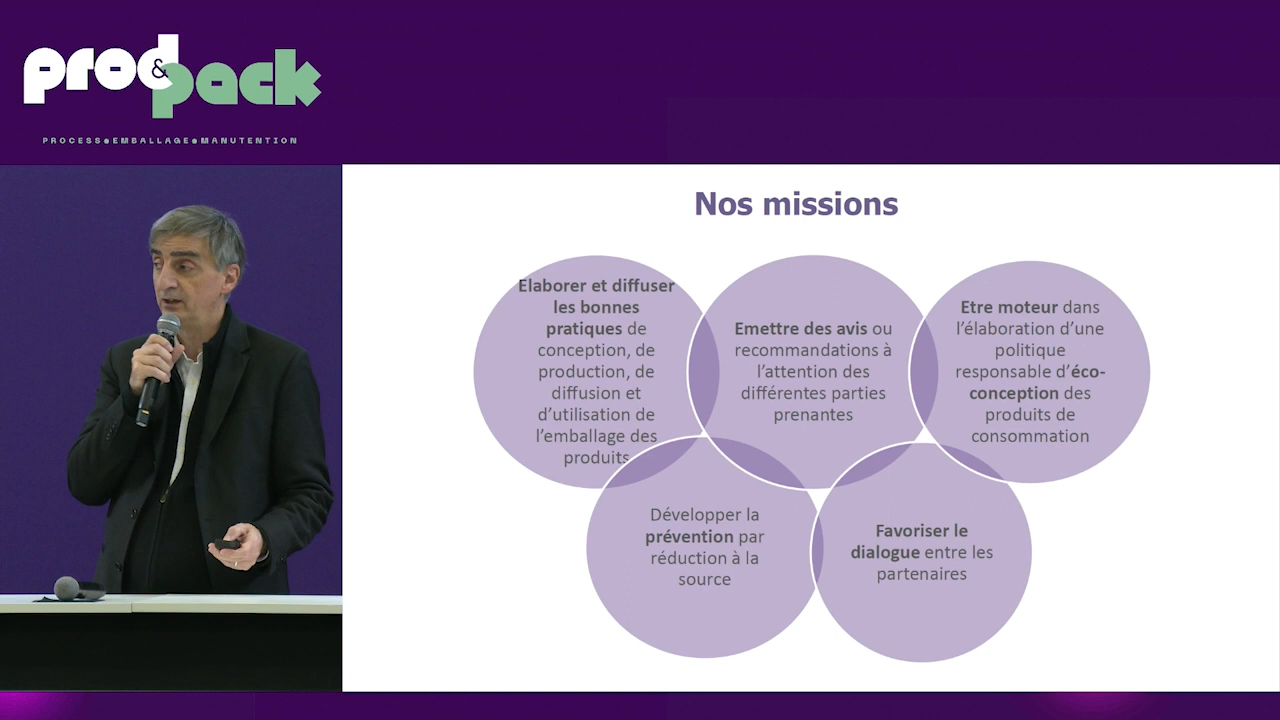 prod&pack
PROCESS●EMBALLAGE●MANUTENTION
Nos missions
Elaborer et diffuser
les bonnes
pratiques de
conception, de
production, de
diffusion et
d’utilisation de
l’emballage des
produits
Emettre des avis ou
recommandations à
l’attention des
différentes parties
prenantes
Etre moteur dans
l’élaboration d’une
politique
responsable d’éco-
conception des
produits de
consommation
Développer la
prévention par
réduction à la
source
Favoriser le
dialogue entre les
partenaires